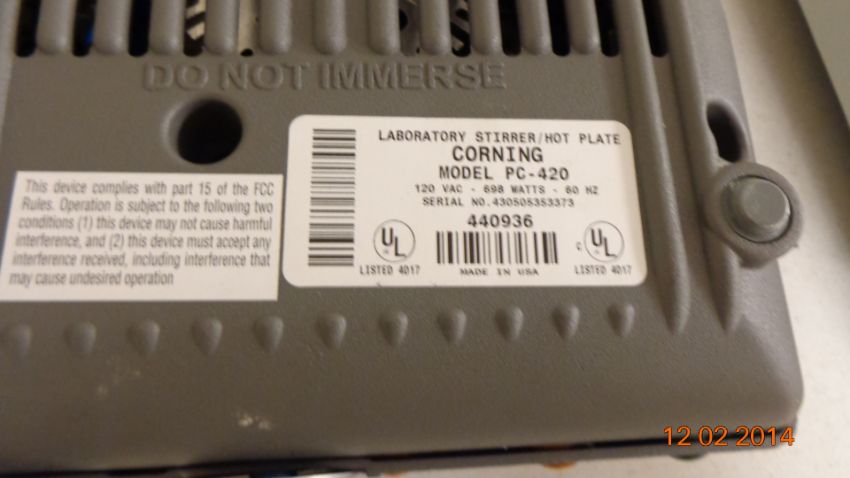 DO NOT IMMERSE
LABORATORY STIRRER/HOT PLATE
CORNING
MODEL PC-420
120 VAC - 698 WATTS - 60 HZ
SERIAL NO.430505353373
440936
UL
LISTED 4017
MADE IN USA
C UL
LISTED 4017
This device complies with part 15 of the FCC
Rules. Operation is subject to the following two
conditions (1) this device may not cause harmful
interference, and (2) this device must accept any
interference received, including interference that
may cause undesired operation
12 02 2014